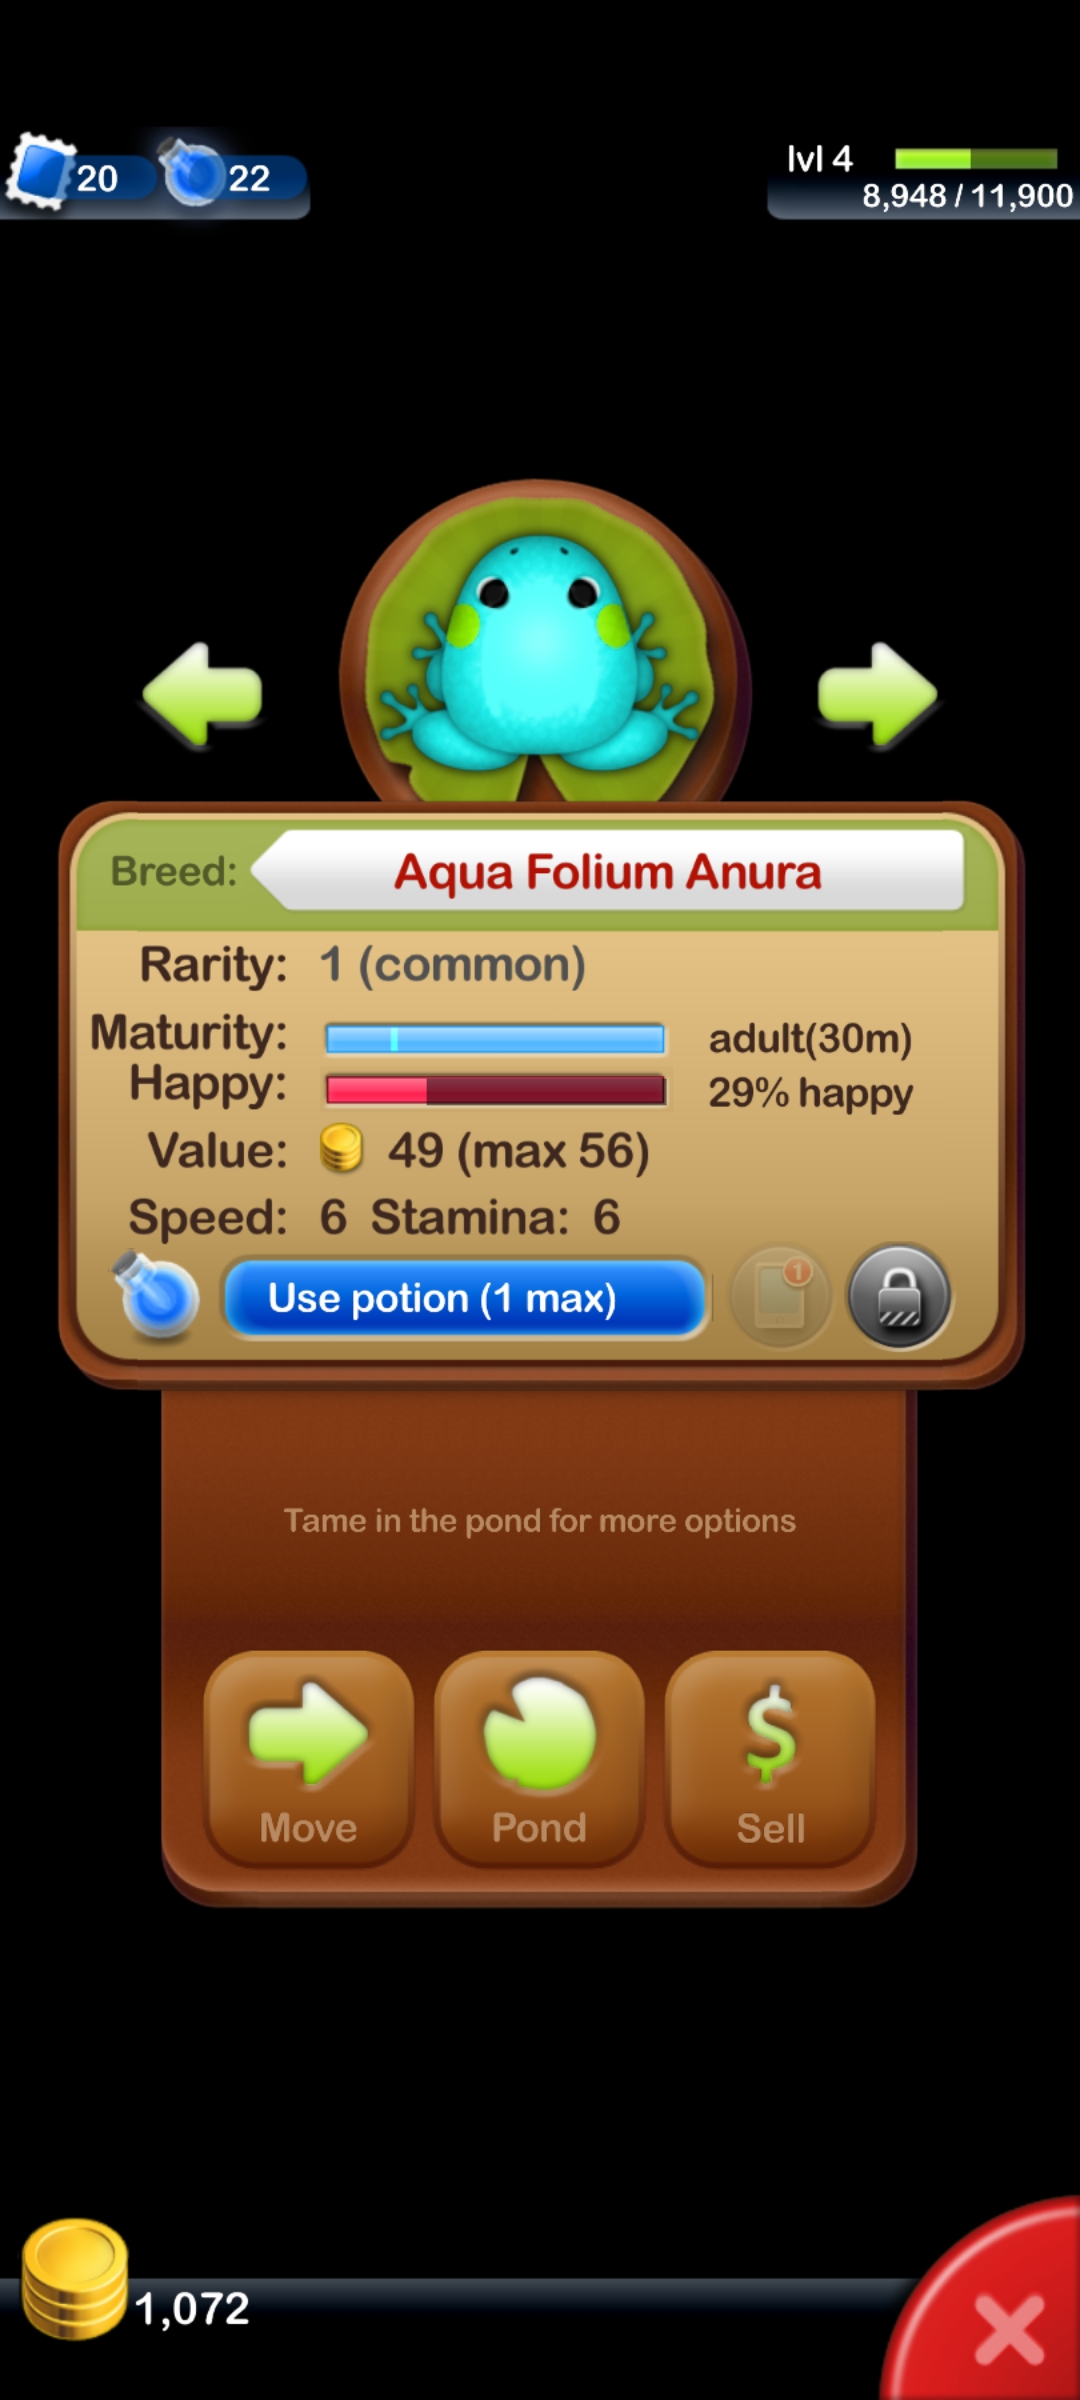 20 22
lvl 4
8,948 / 11,900
Breed: Aqua Folium Anura
Rarity: 1 (common)
Maturity: adult(30m)
Happy: 29% happy
Value: 49 (max 56)
Speed: 6 Stamina: 6
Use potion (1 max)
1
Tame in the pond for more options
Move Pond Sell
1,072